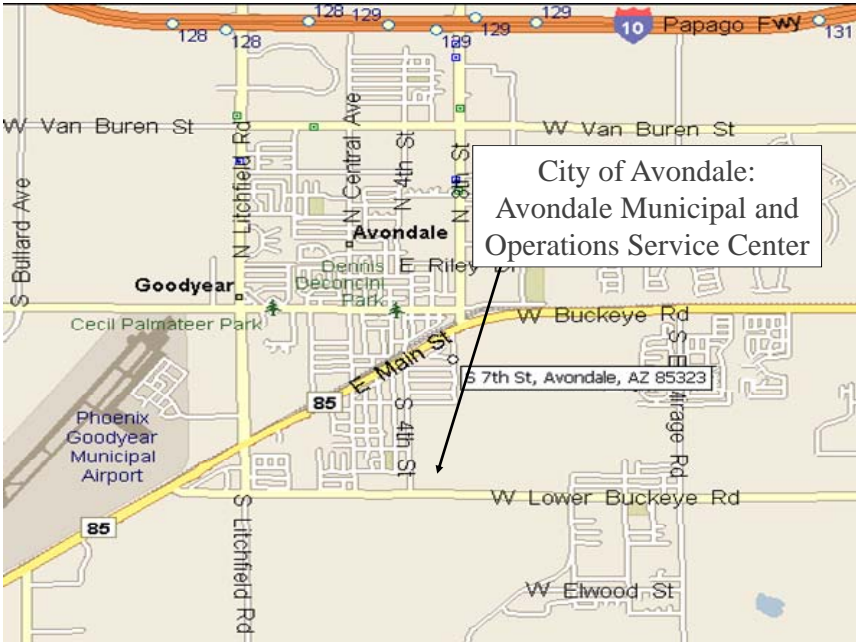 128
129
129
10
Papago Fwy
128
128
129
129
131
W Van Buren St
W Van Buren St
S Bullard Ave
N Litchfield Rd
N Central Ave
N 4th St
City of Avondale:
Avondale Municipal and
Operations Service Center
Avondale
Dennis
Deconcini
Park
E Riley
Goodyear
Cecil Palmateer Park
W Buckeye Rd
E Main St
S 7th St, Avondale, AZ 85323
85
S 4th St
Mirage Rd
Phoenix
Goodyear
Municipal
Airport
W Lower Buckeye Rd
85
S Litchfield Rd
W Elwood St